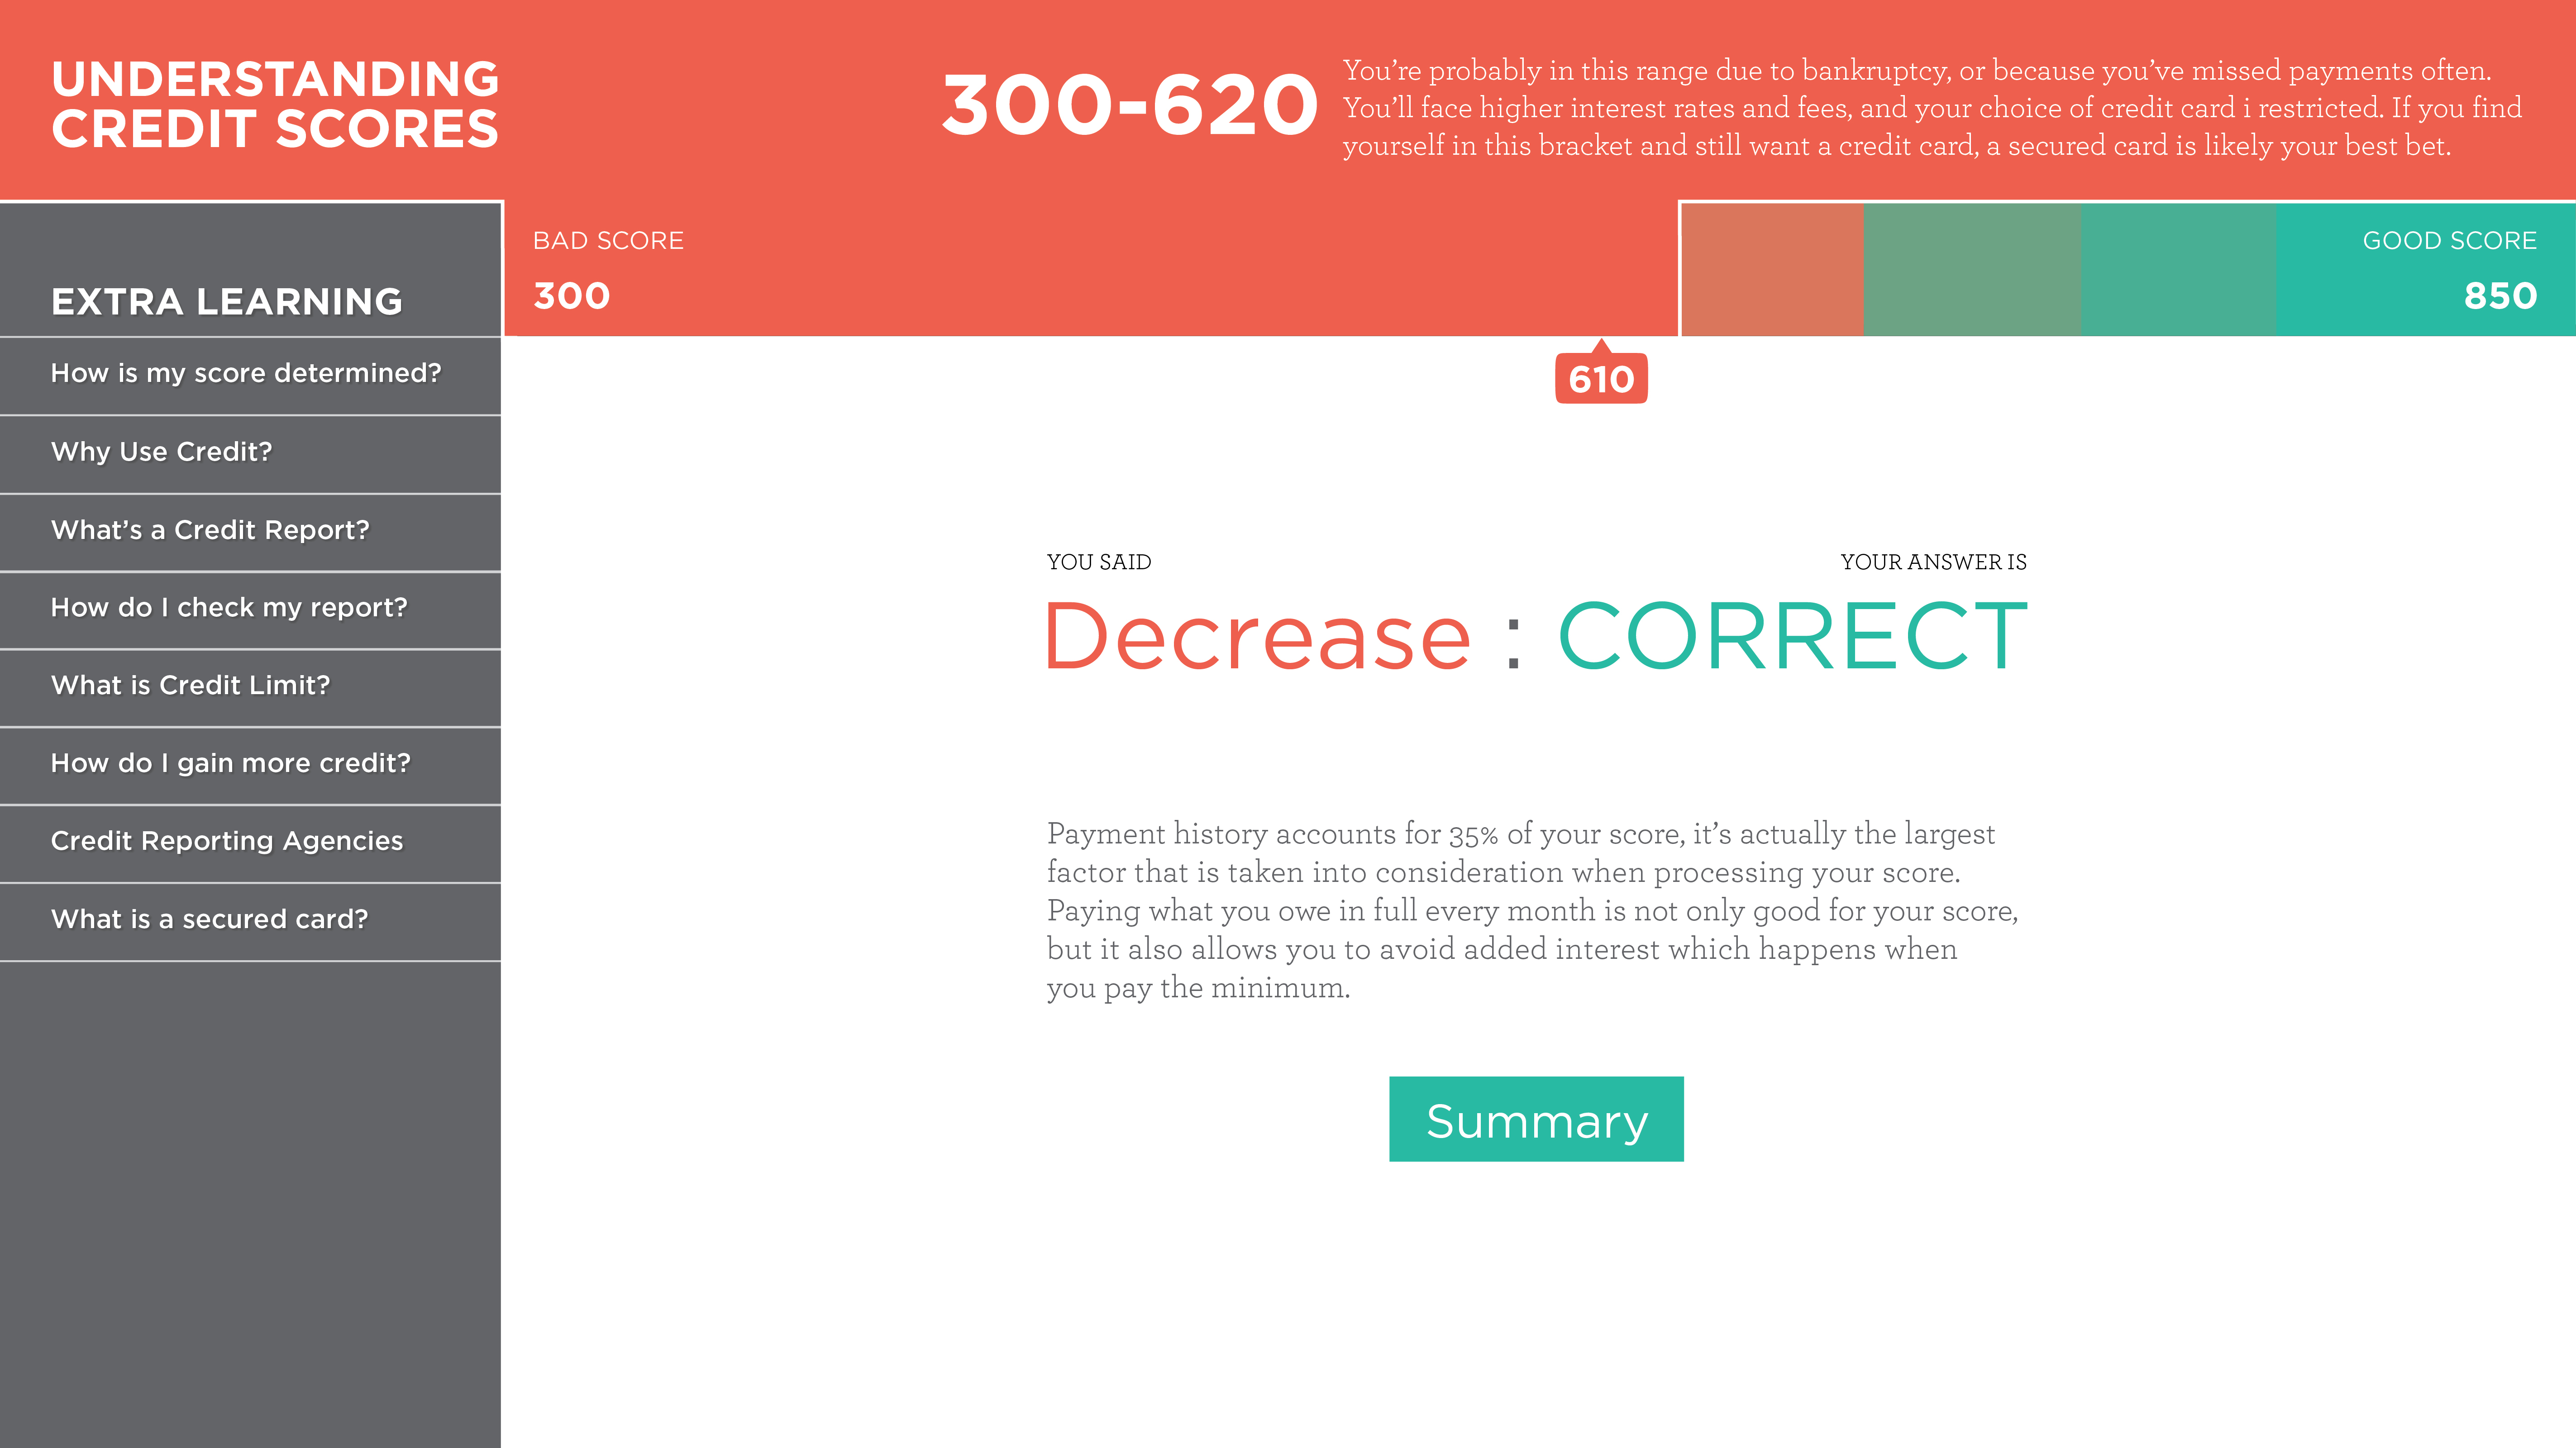 UNDERSTANDING
CREDIT SCORES
300-620
You’re probably in this range due to bankruptcy, or because you’ve missed payments often.
You’ll face higher interest rates and fees, and your choice of credit card i restricted. If you find
yourself in this bracket and still want a credit card, a secured card is likely your best bet.
BAD SCORE
300
GOOD SCORE
850
610
EXTRA LEARNING
How is my score determined?
Why Use Credit?
What’s a Credit Report?
How do I check my report?
What is Credit Limit?
How do I gain more credit?
Credit Reporting Agencies
What is a secured card?
YOU SAID
YOUR ANSWER IS
Decrease : CORRECT
Payment history accounts for 35% of your score, it’s actually the largest
factor that is taken into consideration when processing your score.
Paying what you owe in full every month is not only good for your score,
but it also allows you to avoid added interest which happens when
you pay the minimum.
Summary